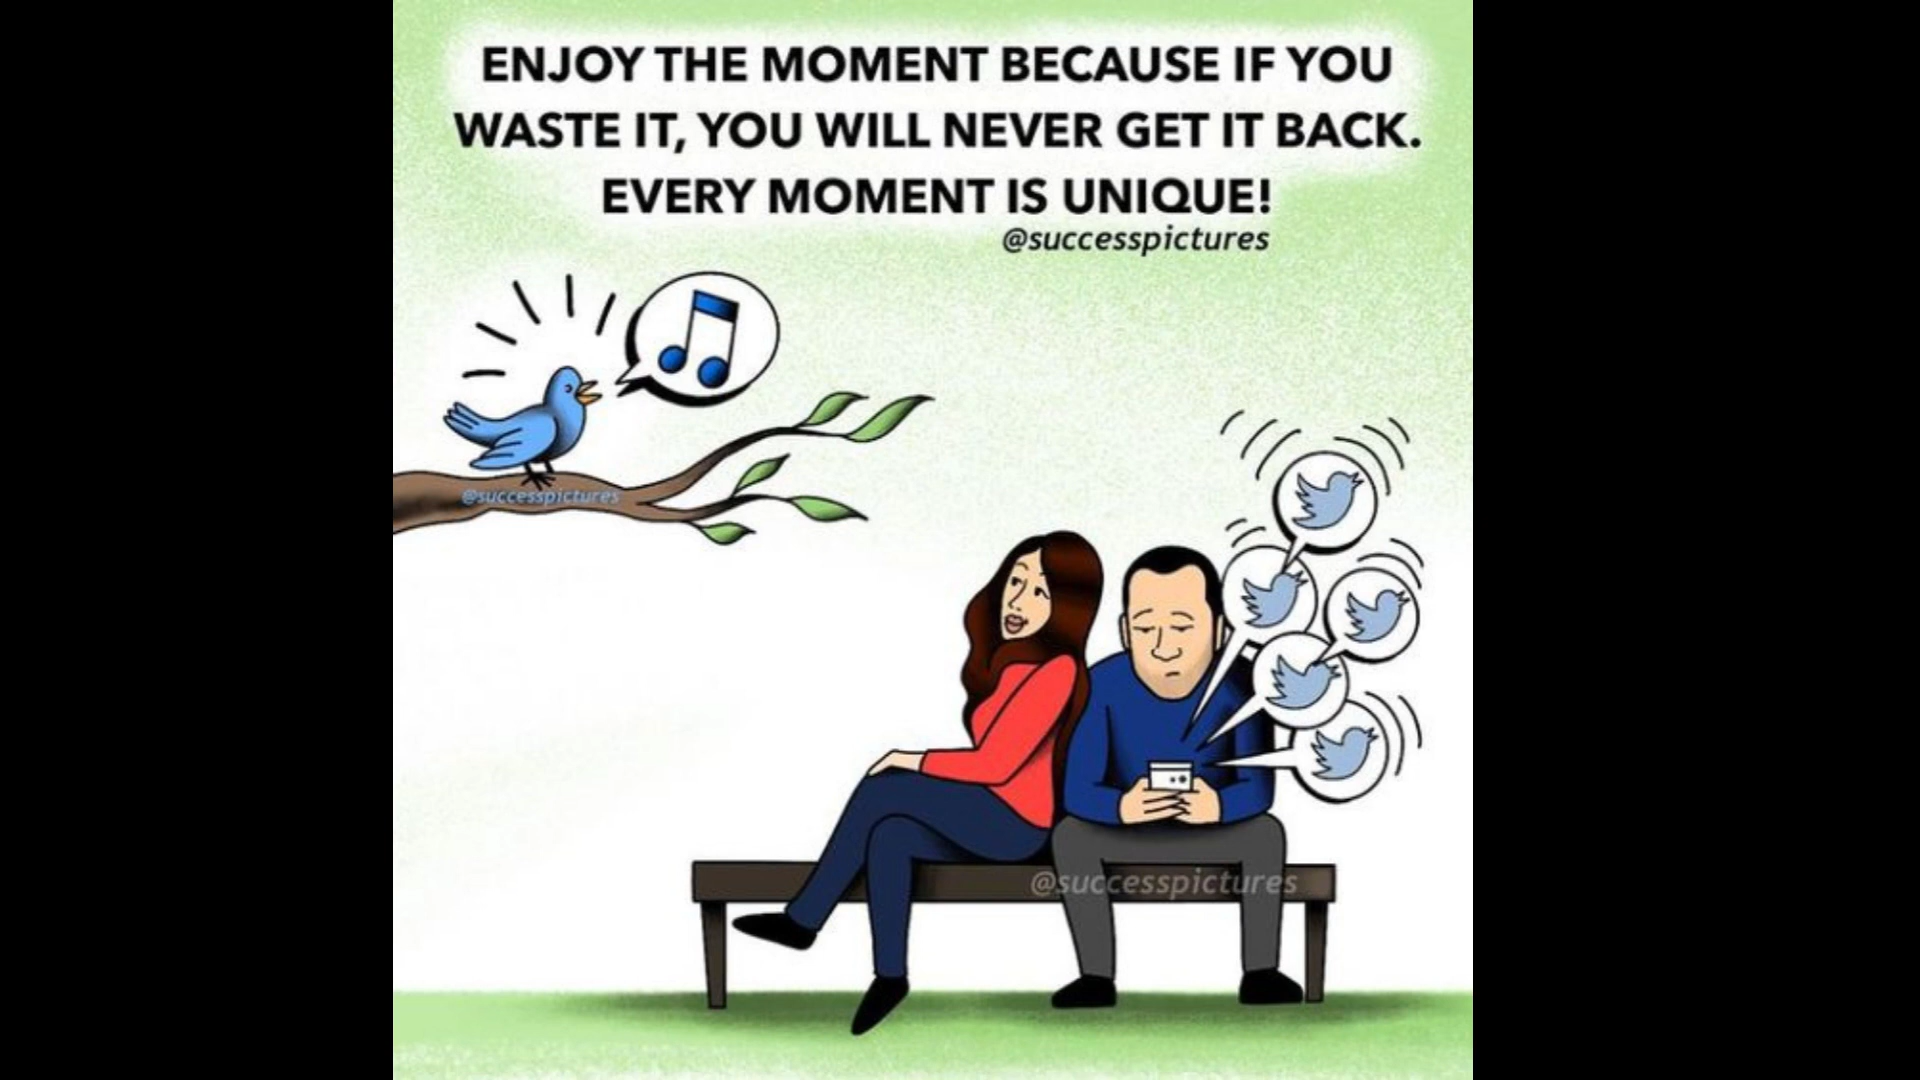 ENJOY THE MOMENT BECAUSE IF YOU
WASTE IT, YOU WILL NEVER GET IT BACK.
EVERY MOMENT IS UNIQUE!
@successpictures
@successpictures
@successpictures